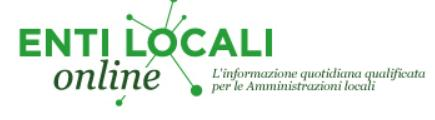 ENTI LOCALI
online
L'informazione quotidiana qualificata
per le Amministrazioni locali